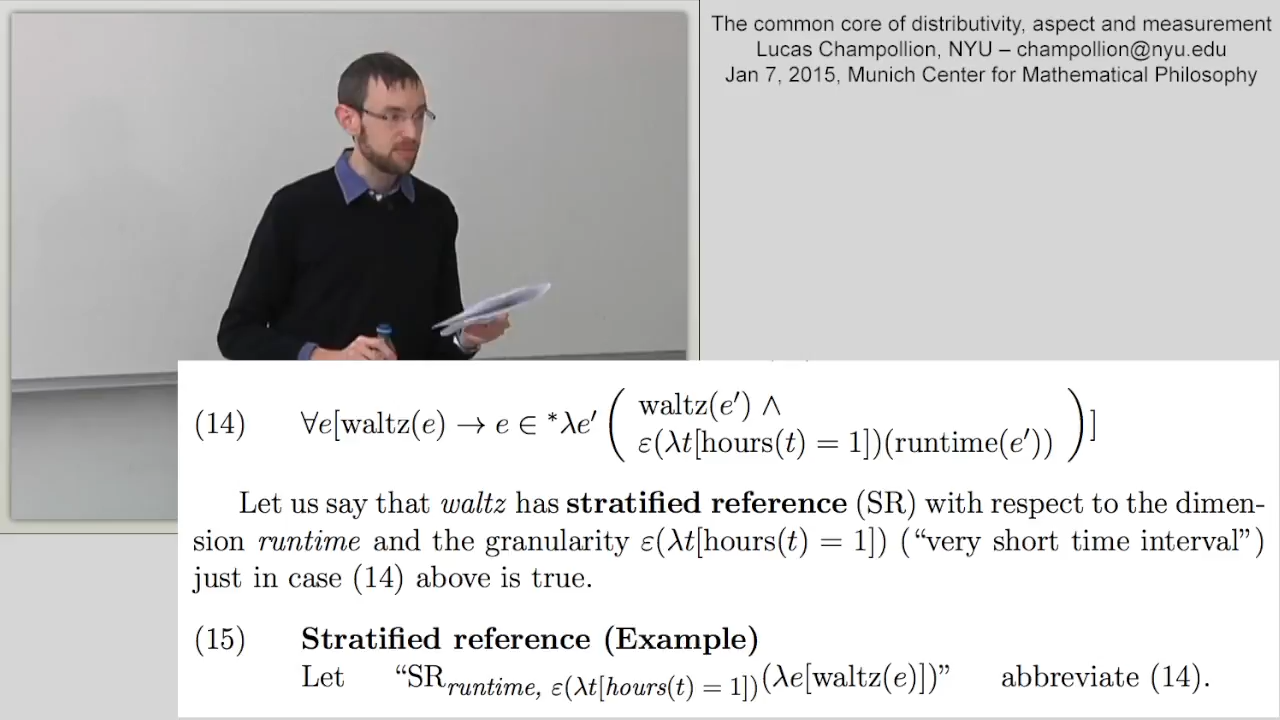 The common core of distributivity, aspect and measurement
Lucas Champollion, NYU – champollion@nyu.edu
Jan 7, 2015, Munich Center for Mathematical Philosophy
(14) ∀e[waltz(e) → e ∈ *λe′ ( waltz(e′) ∧
ε(λt[hours(t) = 1])(runtime(e′)) )]
Let us say that waltz has stratified reference (SR) with respect to the dimen-
sion runtime and the granularity ε(λt[hours(t) = 1]) (“very short time interval”)
just in case (14) above is true.
(15) Stratified reference (Example)
Let “SR runtime, ε(λt[hours(t) = 1]) (λe[waltz(e)])” abbreviate (14).